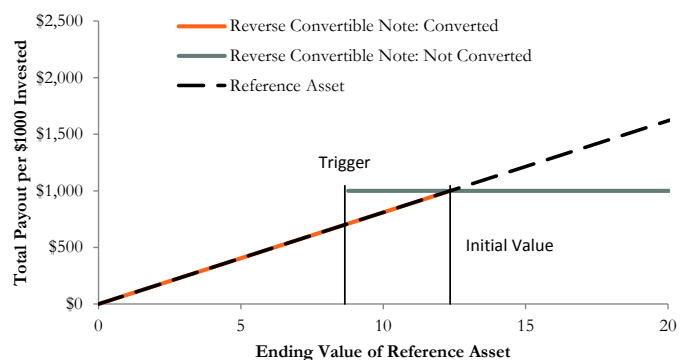 $2,500
$2,000
$1,500
$1,000
$500
$0
Total Payout per $1000 Invested
Reverse Convertible Note: Converted
Reverse Convertible Note: Not Converted
Reference Asset
Trigger
Initial Value
0 5 10 15 20
Ending Value of Reference Asset